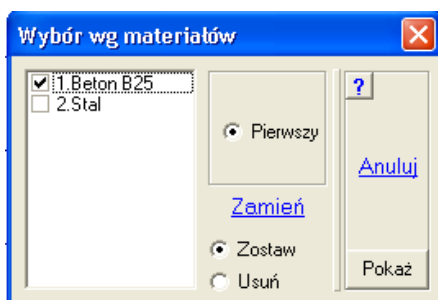 Wybór wg materiałów
1.Beton B25
2.Stal
Pierwszy
Zamień
Zostaw
Usuń
?
Anuluj
Pokaż